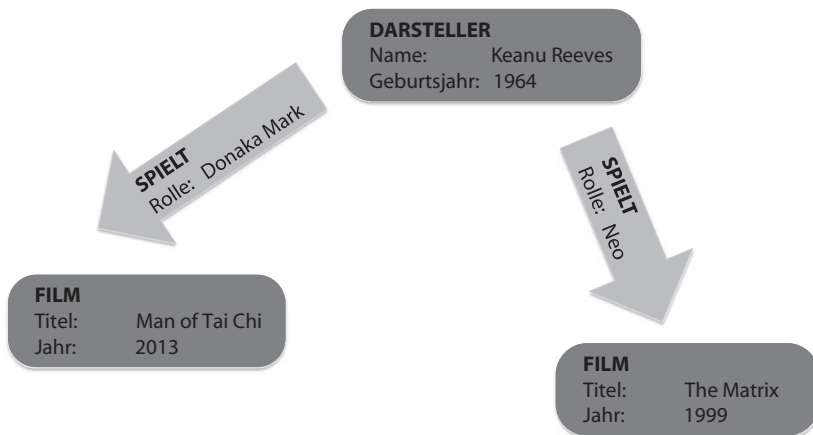 DARSTELLER
Name: Keanu Reeves
Geburtsjahr: 1964
SPIELT
Rolle: Donaka Mark
SPIELT
Rolle: Neo
FILM
Titel: Man of Tai Chi
Jahr: 2013
FILM
Titel: The Matrix
Jahr: 1999